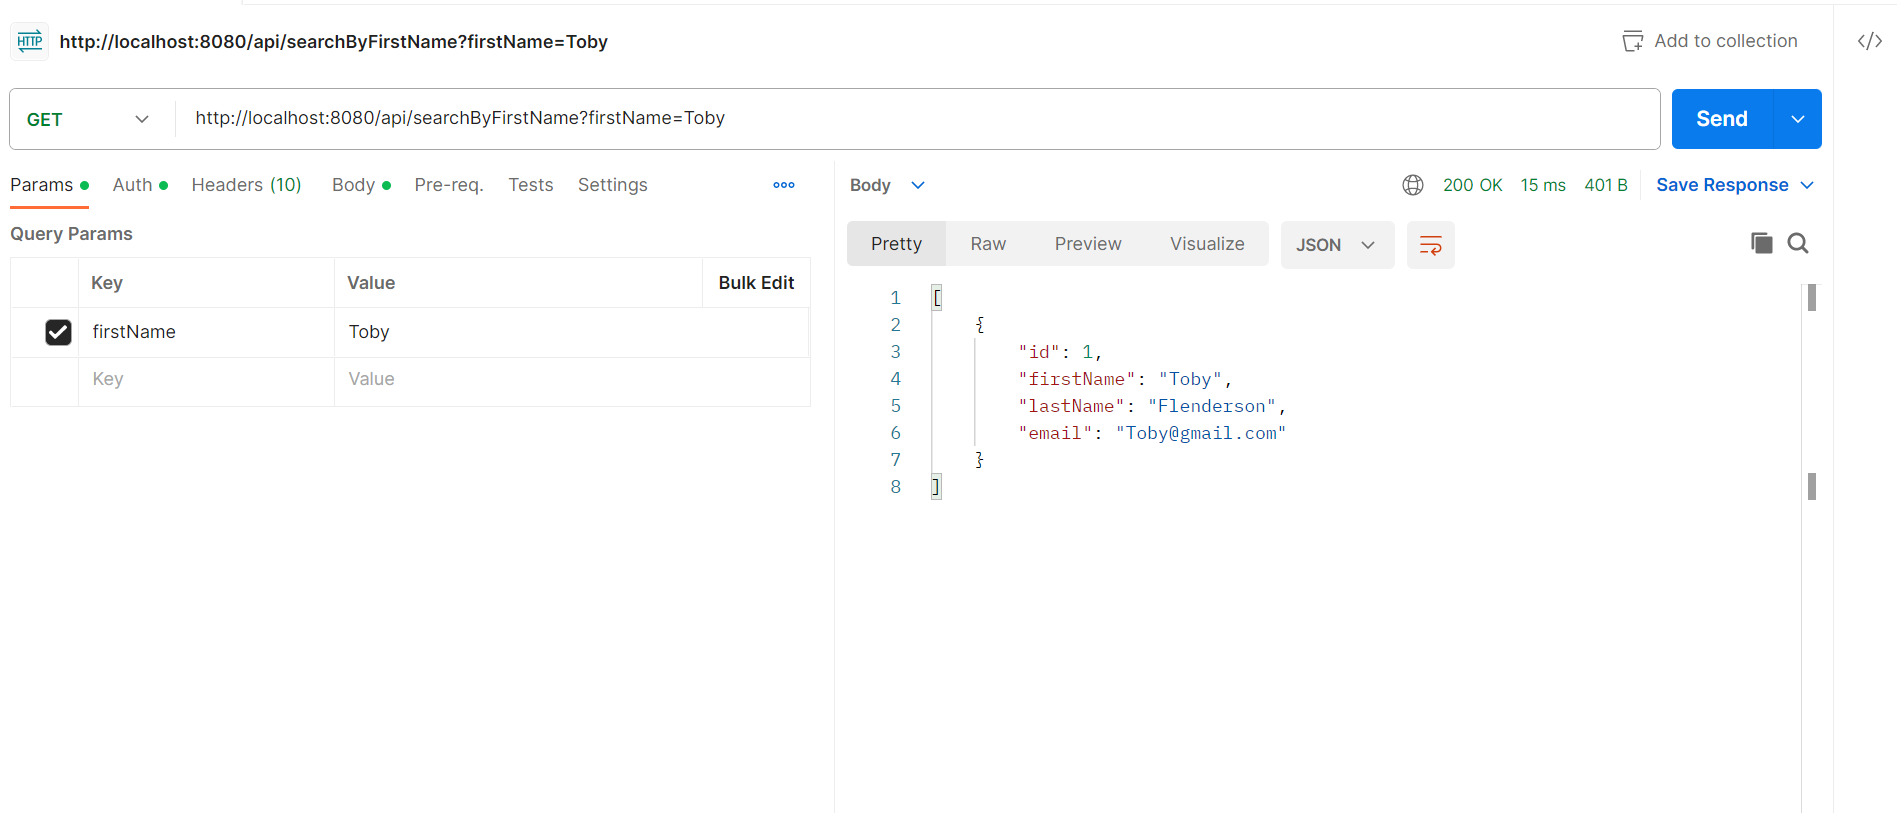 HTTP http://localhost:8080/api/searchByFirstName?firstName=Toby Add to collection </>
GET http://localhost:8080/api/searchByFirstName?firstName=Toby Send
Params Auth Headers (10) Body Pre-req. Tests Settings
Query Params
Key Value Bulk Edit
firstName Toby
Key Value
Body 200 OK 15 ms 401 B Save Response
Pretty Raw Preview Visualize JSON
1 [
2 {
3 "id": 1,
4 "firstName": "Toby",
5 "lastName": "Flenderson",
6 "email": "Toby@gmail.com"
7 }
8 ]